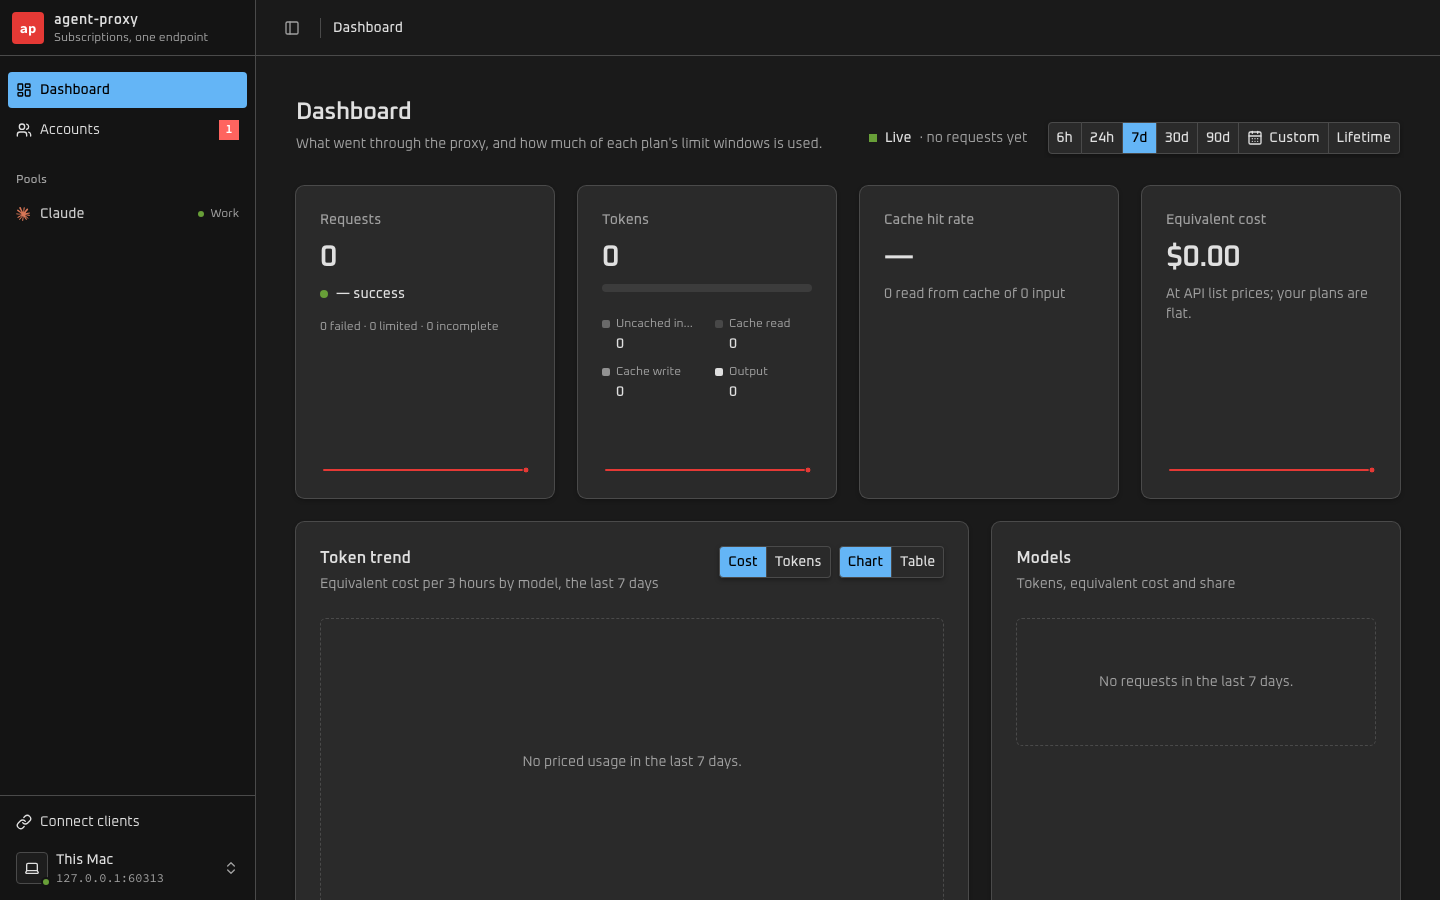 ap
agent-proxy
Subscriptions, one endpoint
Dashboard
Accounts
1
Pools
Claude
Work
Connect clients
This Mac
127.0.0.1:60313
Dashboard
Dashboard
What went through the proxy, and how much of each plan's limit windows is used.
Live · no requests yet
6h 24h 7d 30d 90d Custom Lifetime
Requests
0
— success
0 failed · 0 limited · 0 incomplete
Tokens
0
Uncached in... Cache read
0 0
Cache write Output
0 0
Cache hit rate
—
0 read from cache of 0 input
Equivalent cost
$0.00
At API list prices; your plans are
flat.
Token trend
Equivalent cost per 3 hours by model, the last 7 days
Cost Tokens Chart Table
No priced usage in the last 7 days.
Models
Tokens, equivalent cost and share
No requests in the last 7 days.